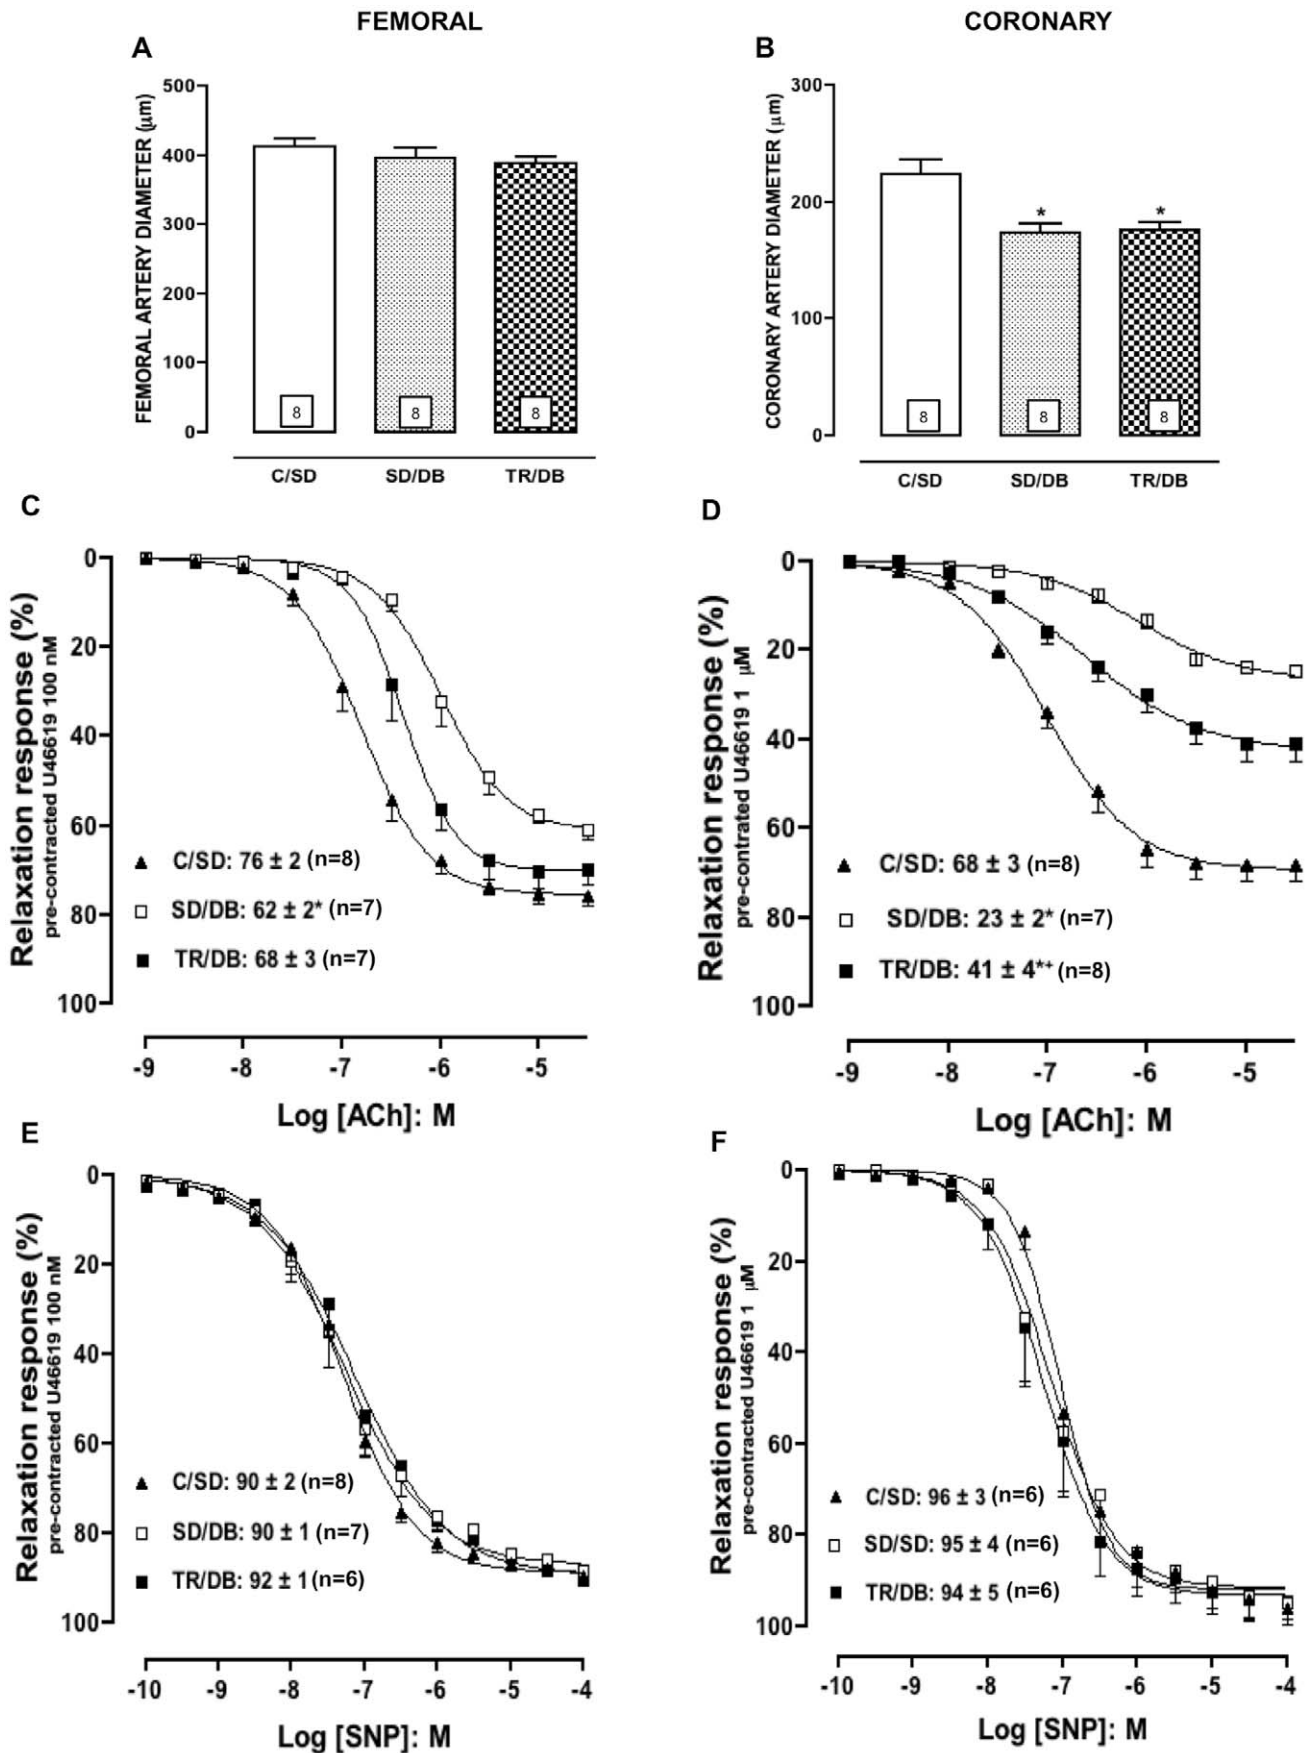 FEMORAL
CORONARY
A
FEMORAL ARTERY DIAMETER (μm)
500
400
300
200
100
0
8
8
8
C/SD
SD/DB
TR/DB
B
CORONARY ARTERY DIAMETER (μm)
300
200
100
0
*
*
8
8
8
C/SD
SD/DB
TR/DB
C
Relaxation response (%)
pre-contracted U46619 100 nM
0
20
40
60
80
100
C/SD: 76 ± 2 (n=8)
SD/DB: 62 ± 2* (n=7)
TR/DB: 68 ± 3 (n=7)
-9 -8 -7 -6 -5
Log [ACh]: M
D
Relaxation response (%)
pre-contrated U46619 1 μM
0
20
40
60
80
100
C/SD: 68 ± 3 (n=8)
SD/DB: 23 ± 2* (n=7)
TR/DB: 41 ± 4*+ (n=8)
-9 -8 -7 -6 -5
Log [ACh]: M
E
Relaxation response (%)
pre-contracted U46619 100 nM
0
20
40
60
80
100
C/SD: 90 ± 2 (n=8)
SD/DB: 90 ± 1 (n=7)
TR/DB: 92 ± 1 (n=6)
-10 -9 -8 -7 -6 -5 -4
Log [SNP]: M
F
Relaxation response (%)
pre-contracted U46619 1 μM
0
20
40
60
80
100
C/SD: 96 ± 3 (n=6)
SD/SD: 95 ± 4 (n=6)
TR/DB: 94 ± 5 (n=6)
-10 -9 -8 -7 -6 -5 -4
Log [SNP]: M